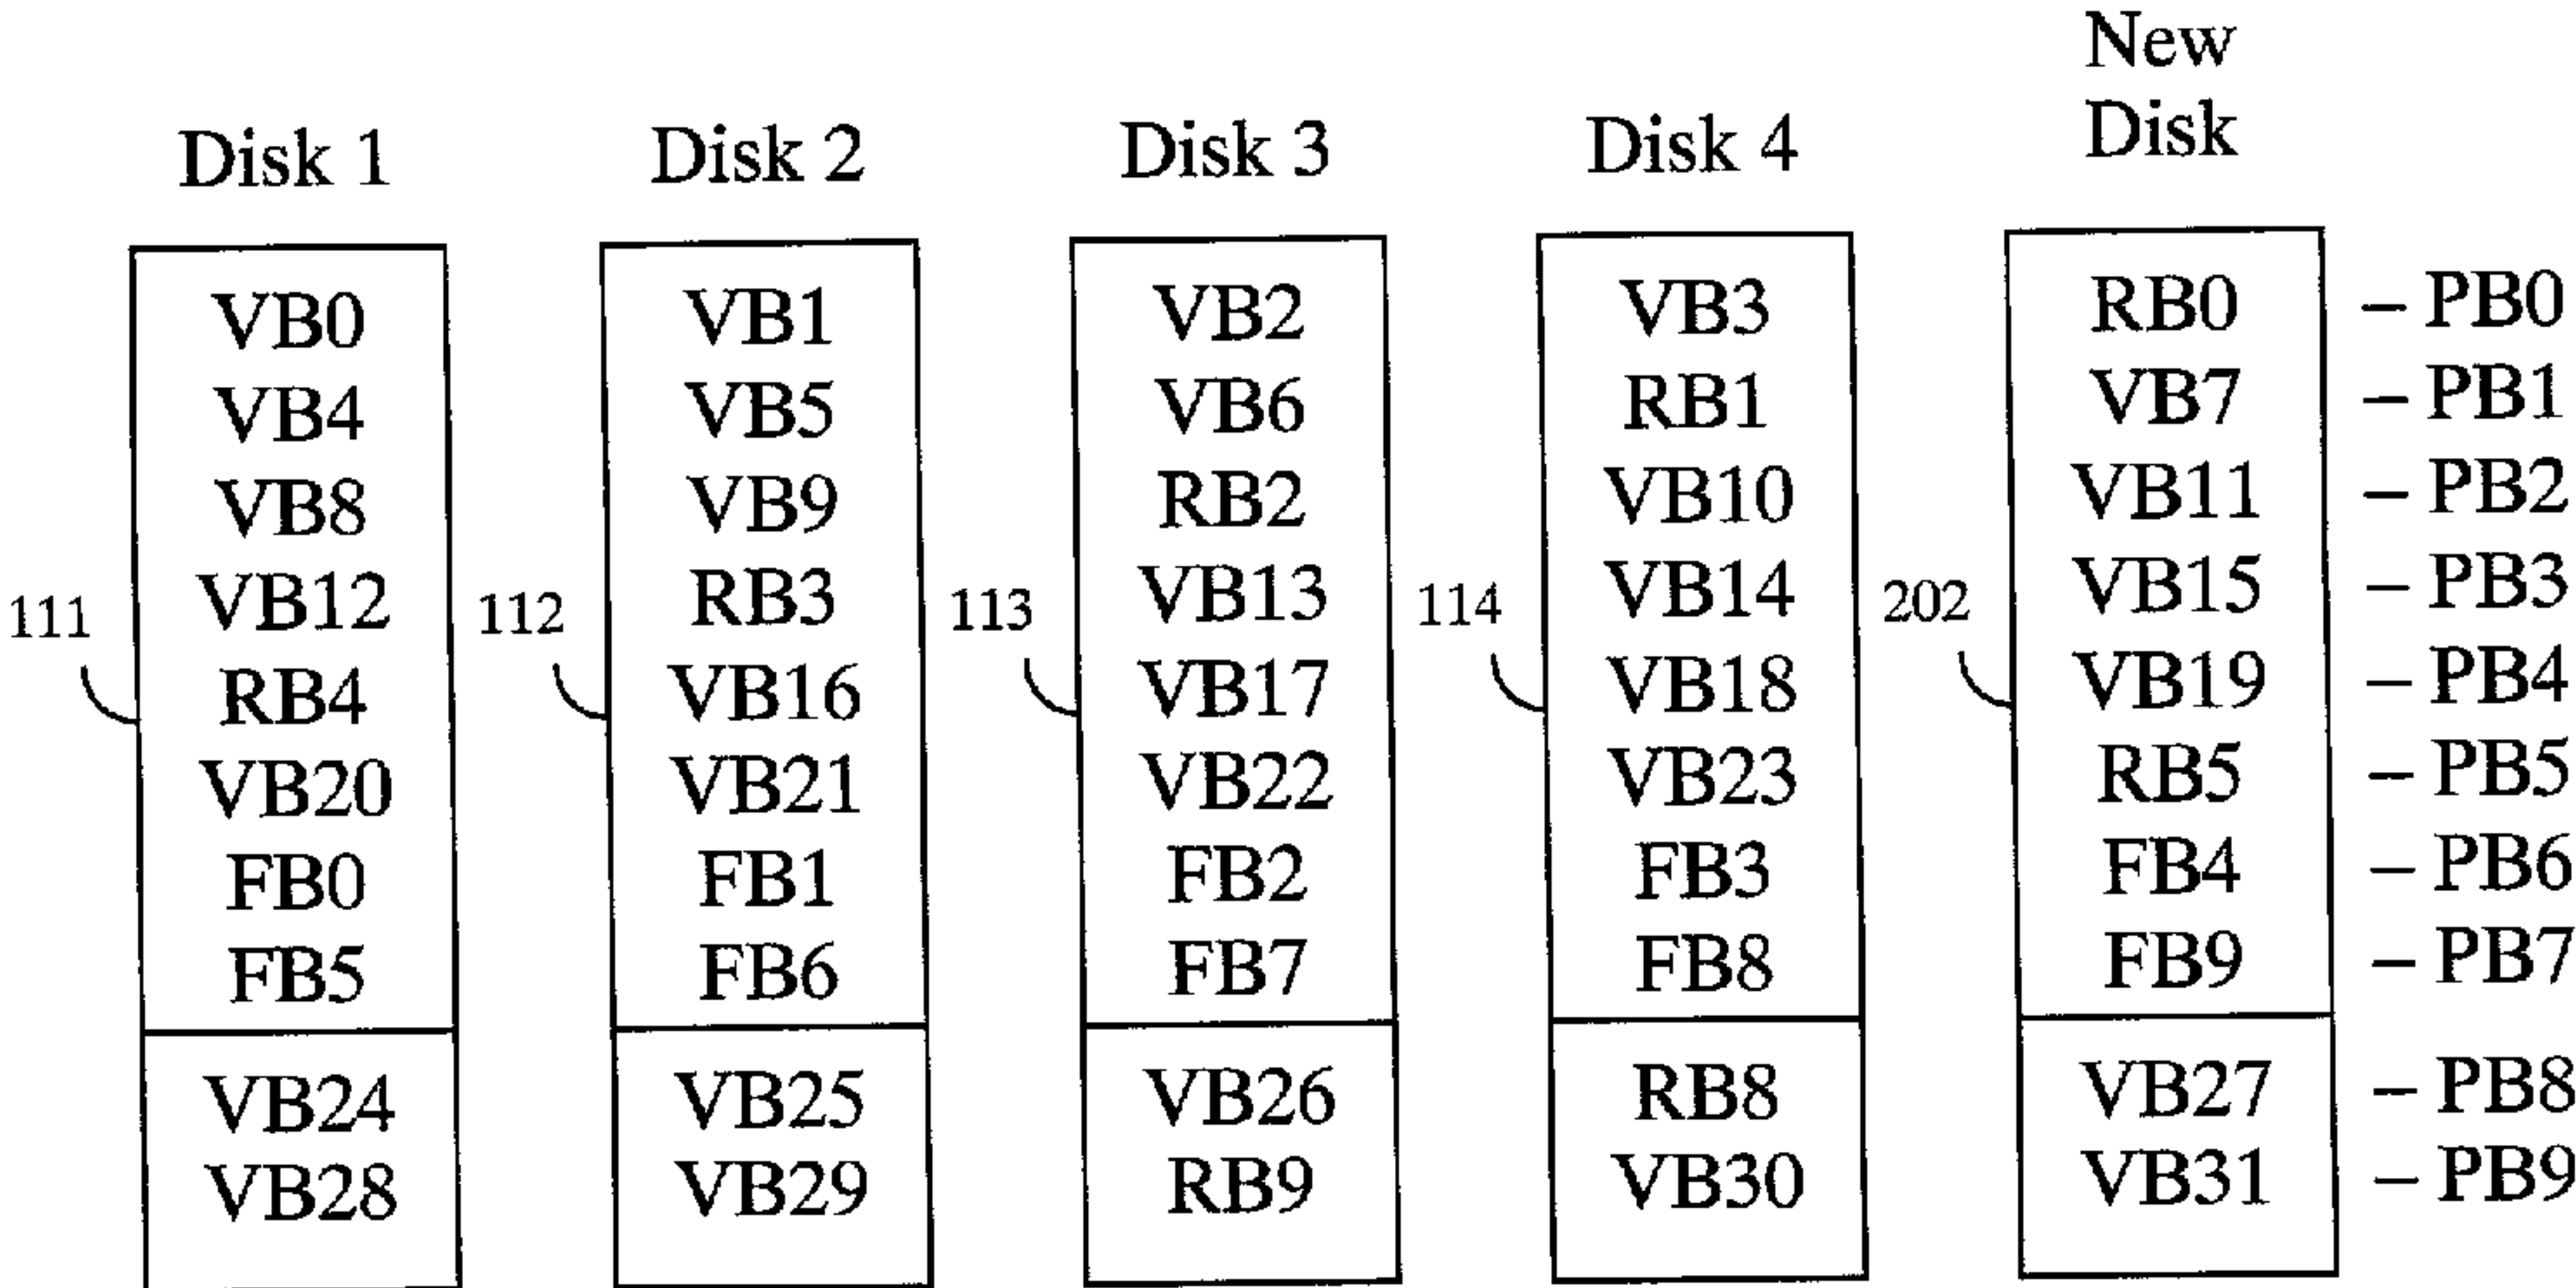 New
Disk 1 Disk 2 Disk 3 Disk 4 Disk
VB0 VB1 VB2 VB3 RB0 – PB0
VB4 VB5 VB6 RB1 VB7 – PB1
VB8 VB9 RB2 VB10 VB11 – PB2
111 VB12 112 RB3 113 VB13 114 VB14 202 VB15 – PB3
RB4 VB16 VB17 VB18 VB19 – PB4
VB20 VB21 VB22 VB23 RB5 – PB5
FB0 FB1 FB2 FB3 FB4 – PB6
FB5 FB6 FB7 FB8 FB9 – PB7
VB24 VB25 VB26 RB8 VB27 – PB8
VB28 VB29 RB9 VB30 VB31 – PB9